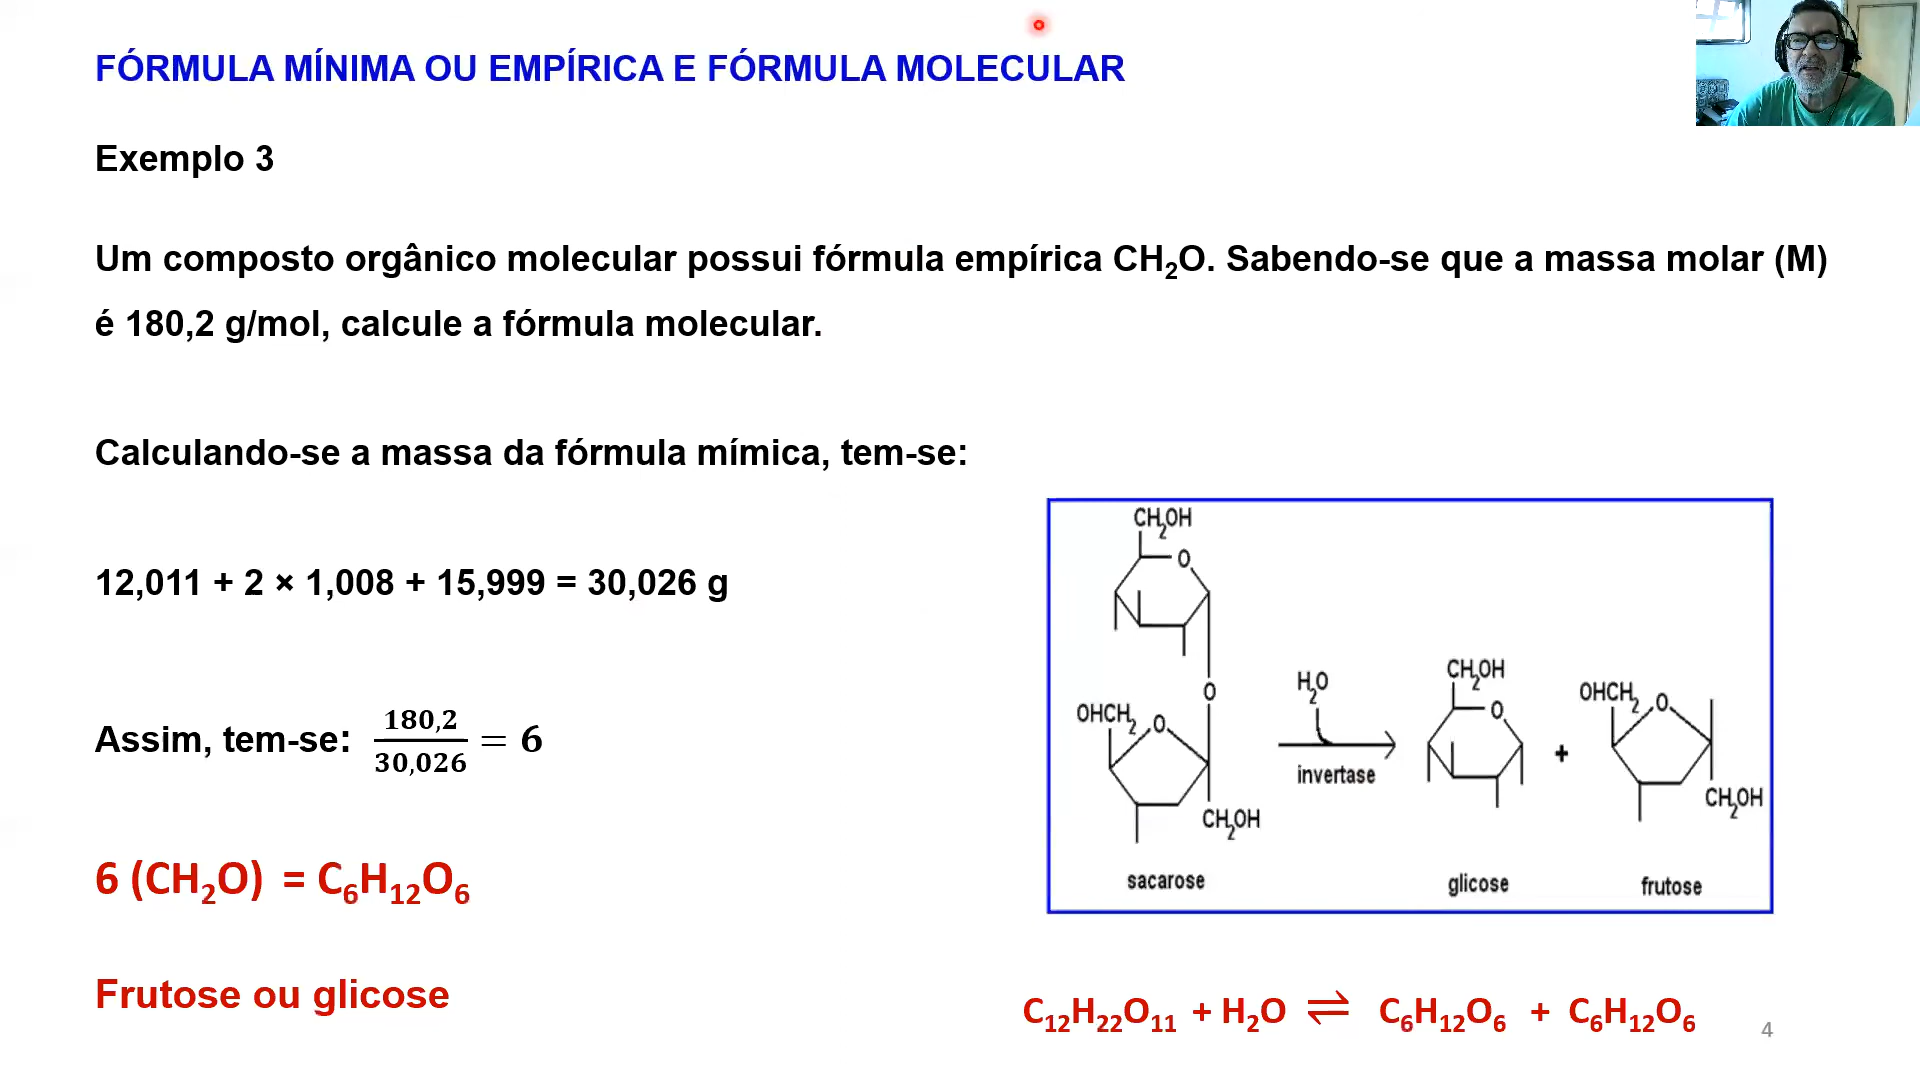 FÓRMULA MÍNIMA OU EMPÍRICA E FÓRMULA MOLECULAR
Exemplo 3
Um composto orgânico molecular possui fórmula empírica CH₂O. Sabendo-se que a massa molar (M)
é 180,2 g/mol, calcule a fórmula molecular.
Calculando-se a massa da fórmula mímica, tem-se:
12,011 + 2 × 1,008 + 15,999 = 30,026 g
Assim, tem-se: 180,2/30,026 = 6
6 (CH₂O) = C₆H₁₂O₆
Frutose ou glicose
CH₂OH
O
O
OHCH₂
O
CH₂OH
sacarose
H₂O
invertase
CH₂OH
O
glicose
+
OHCH₂
O
CH₂OH
frutose
C₁₂H₂₂O₁₁ + H₂O ⇌ C₆H₁₂O₆ + C₆H₁₂O₆
4